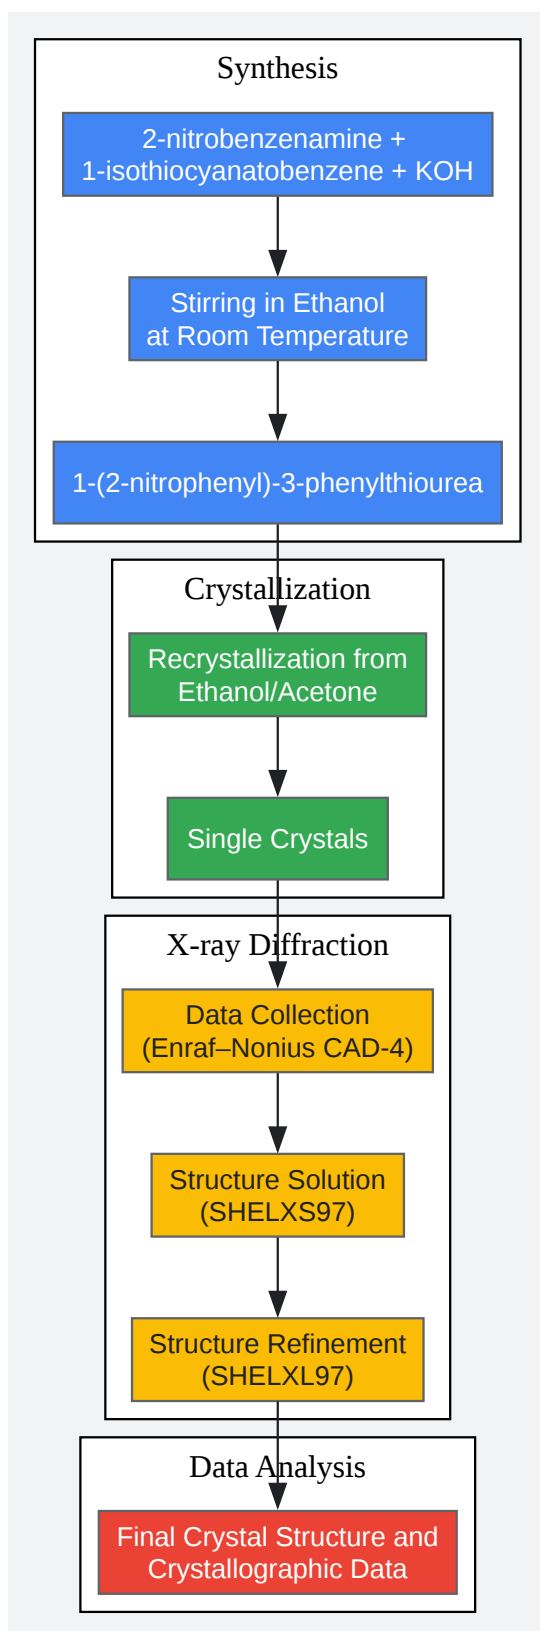 Synthesis
2-nitrobenzenamine +
1-isothiocyanatobenzene + KOH
Stirring in Ethanol
at Room Temperature
1-(2-nitrophenyl)-3-phenylthiourea
Crystallization
Recrystallization from
Ethanol/Acetone
Single Crystals
X-ray Diffraction
Data Collection
(Enraf–Nonius CAD-4)
Structure Solution
(SHELXS97)
Structure Refinement
(SHELXL97)
Data Analysis
Final Crystal Structure and
Crystallographic Data